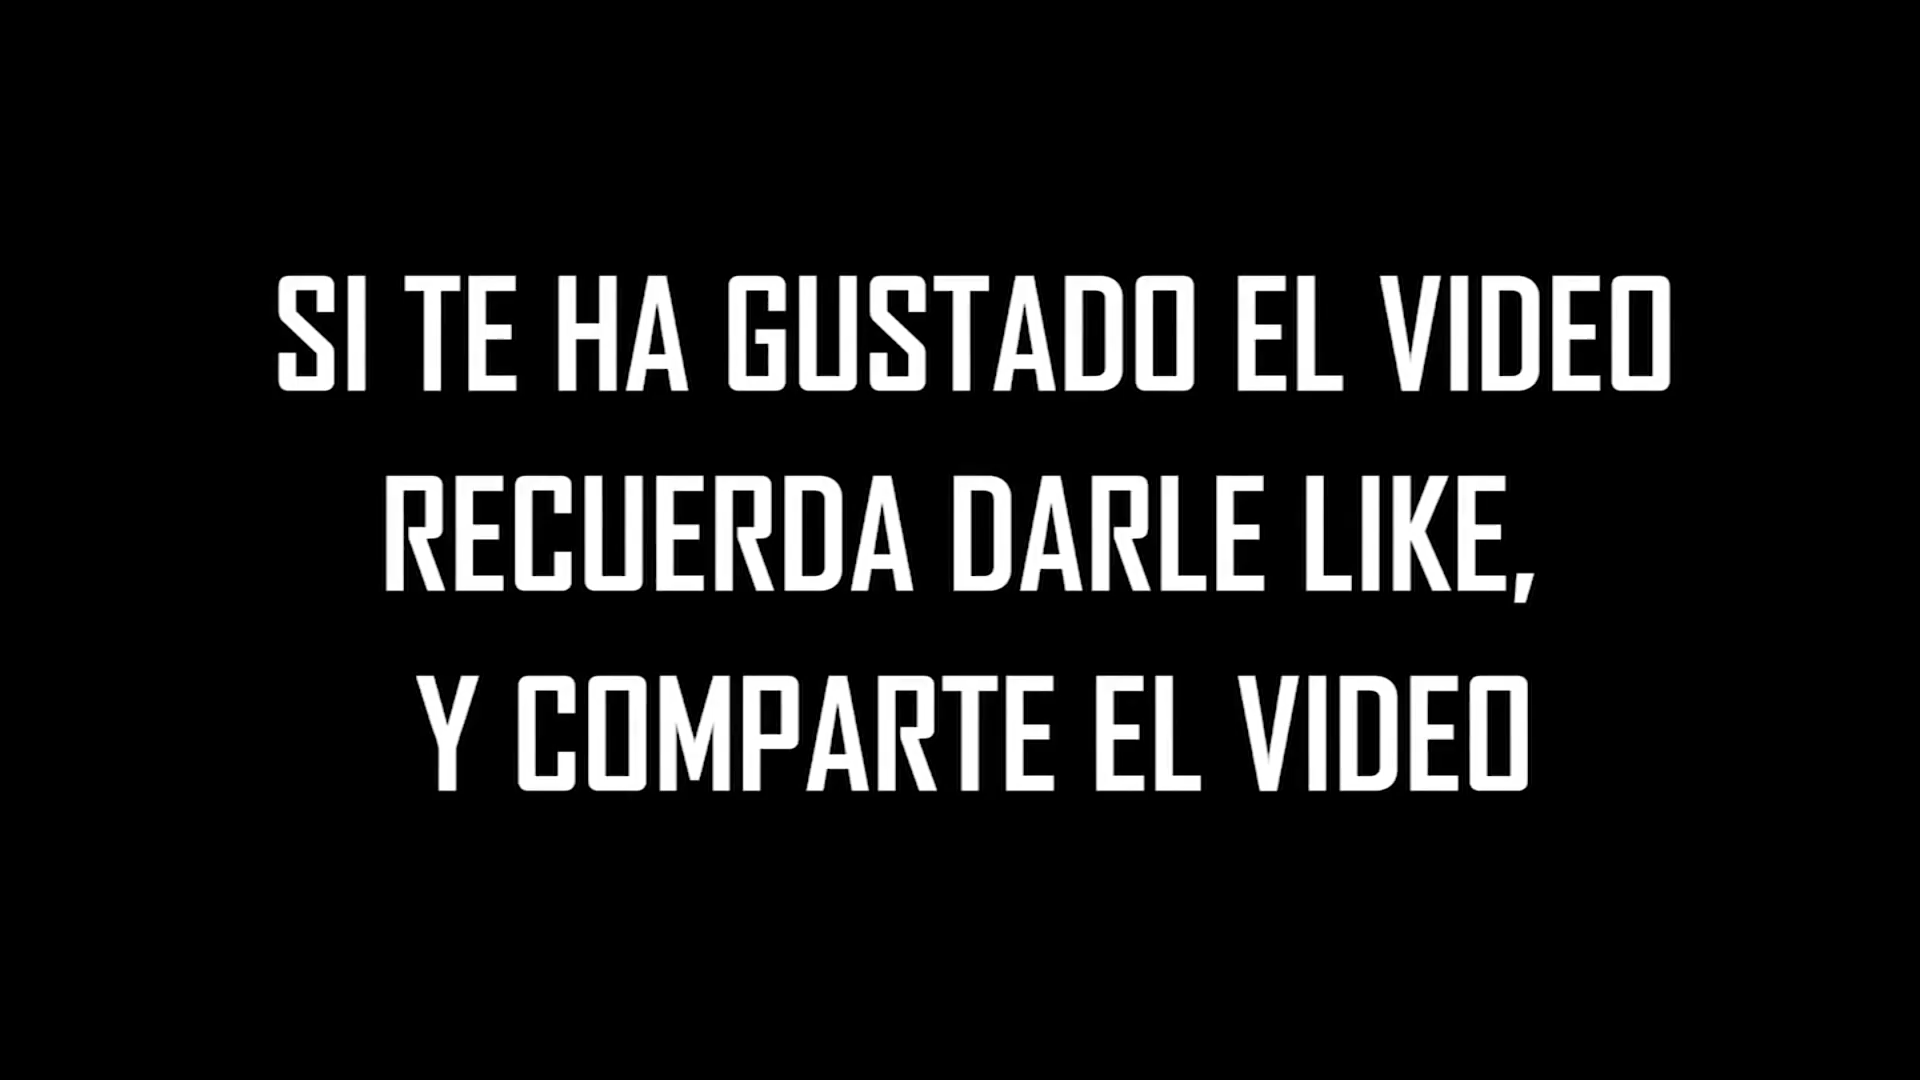 SI TE HA GUSTADO EL VIDEO
RECUERDA DARLE LIKE,
Y COMPARTE EL VIDEO